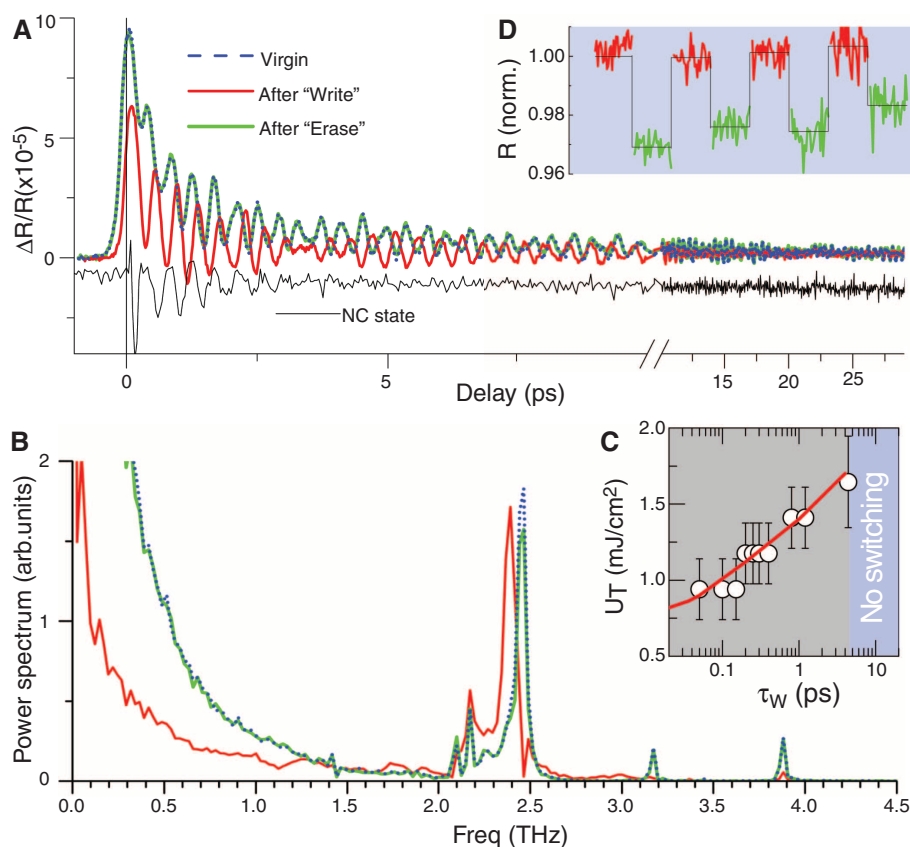 A
10
5
0
ΔR/R(x10-5)
Virgin
After "Write"
After "Erase"
NC state
0
5
15
20
25
Delay (ps)
D
1.00
0.98
0.96
R (norm.)
B
2
1
0
Power spectrum (arb.units)
0.0
0.5
1.0
1.5
2.0
2.5
3.0
3.5
4.0
4.5
Freq (THz)
C
2.0
1.5
1.0
0.5
UT (mJ/cm2)
No switching
0.1
1
10
τW (ps)